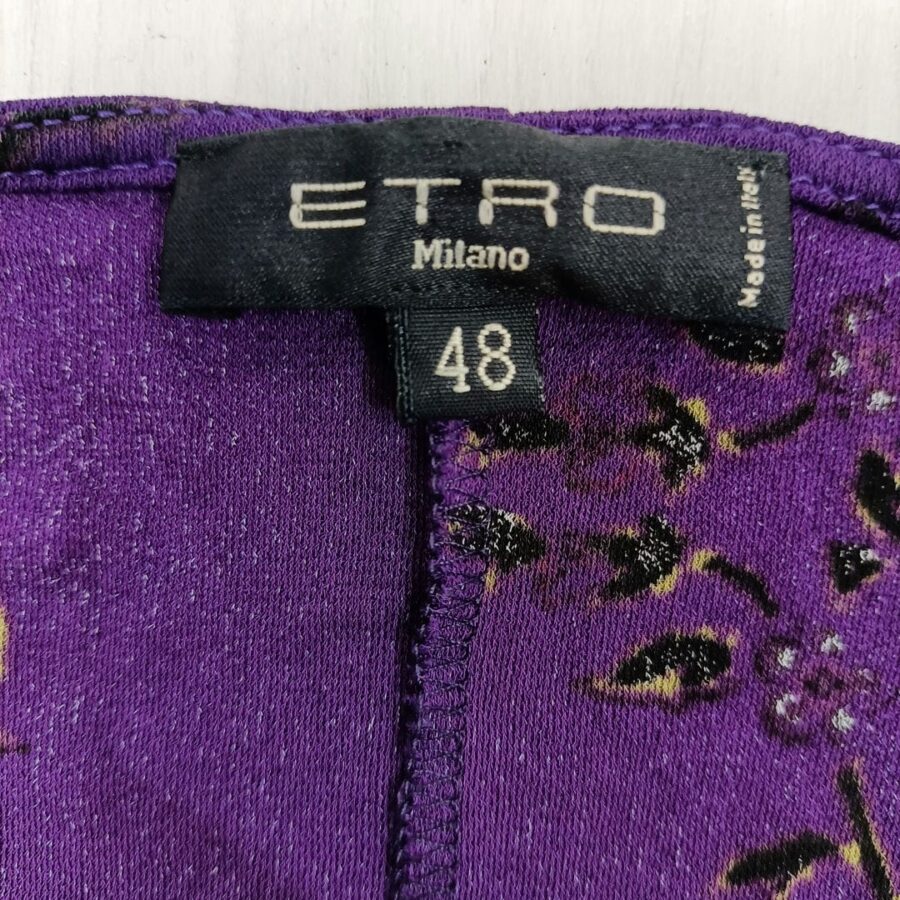 ETRO
Milano
Made in Italy
48